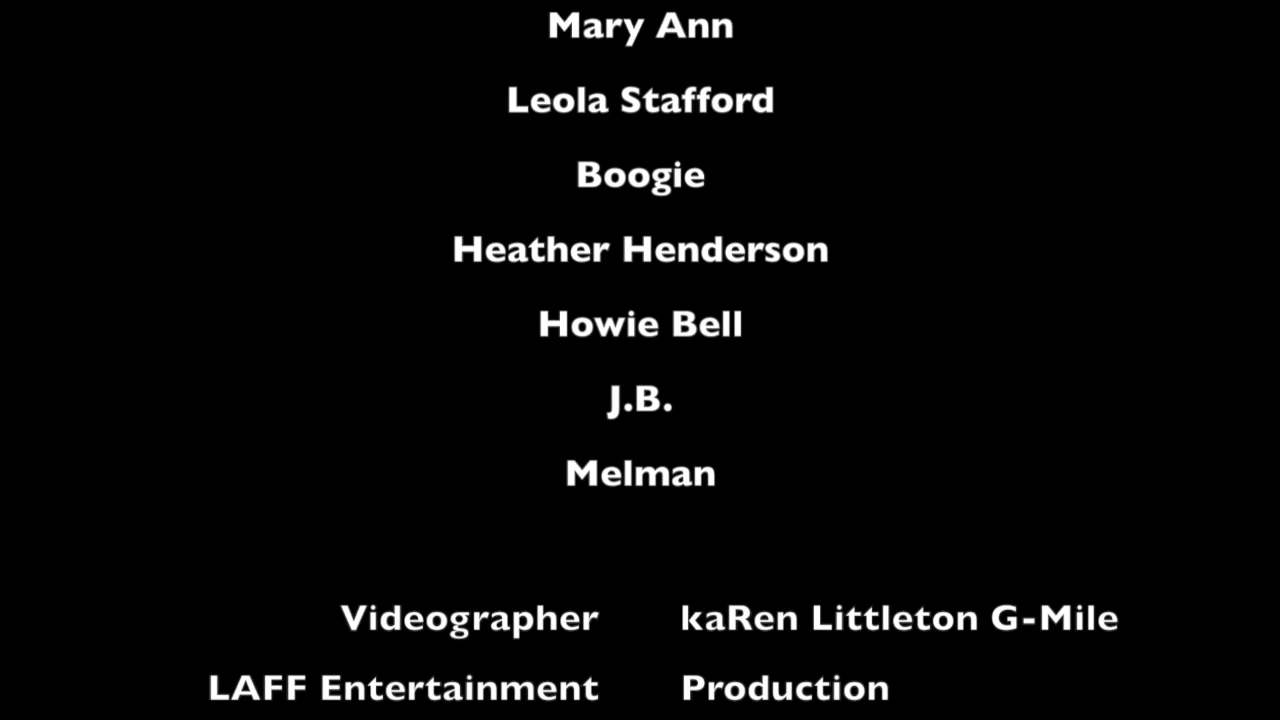 Mary Ann
Leola Stafford
Boogie
Heather Henderson
Howie Bell
J.B.
Melman
Videographer kaRen Littleton G-Mile
LAFF Entertainment Production